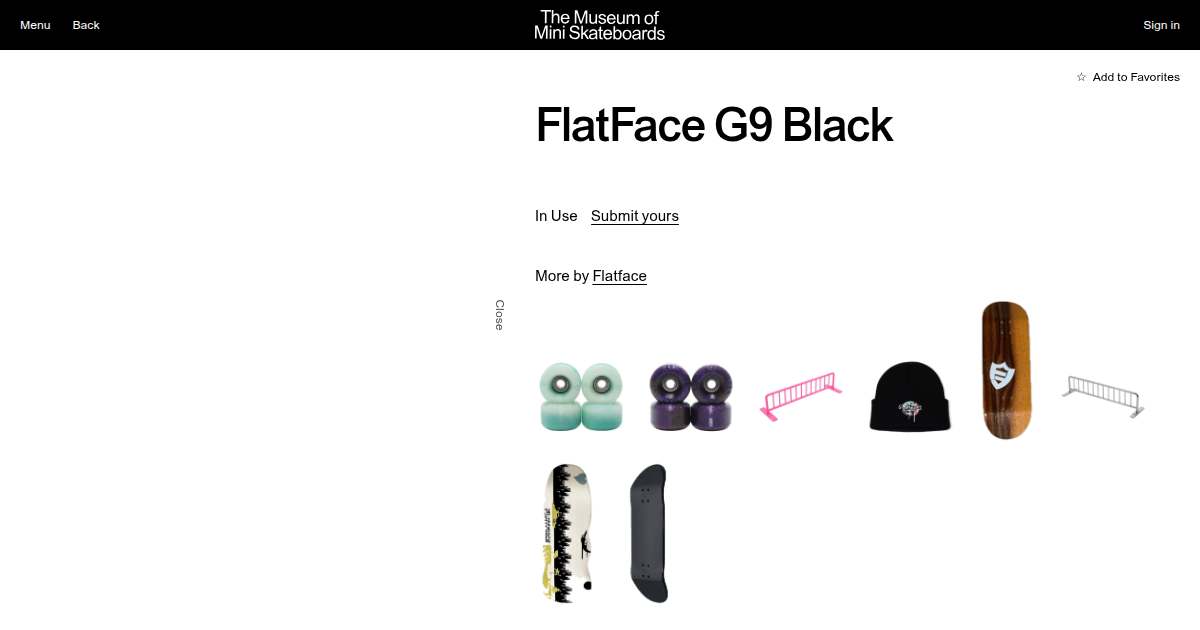 Menu
Back
The Museum of
Mini Skateboards
Sign in
☆ Add to Favorites
FlatFace G9 Black
In Use Submit yours
More by Flatface
Close